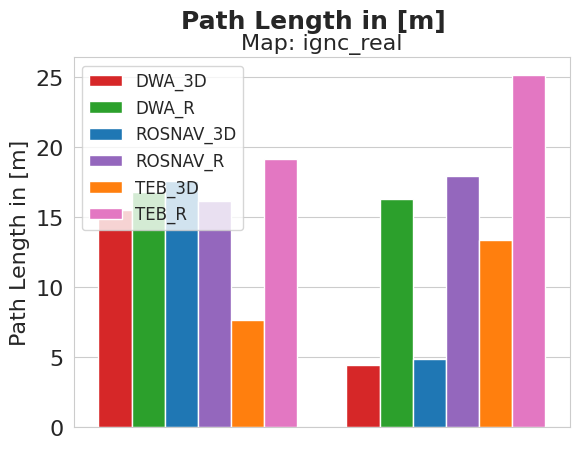 Path Length in [m]
Map: ignc_real
Path Length in [m]
25
20
15
10
5
0
DWA_3D
DWA_R
ROSNAV_3D
ROSNAV_R
TEB_3D
TEB_R